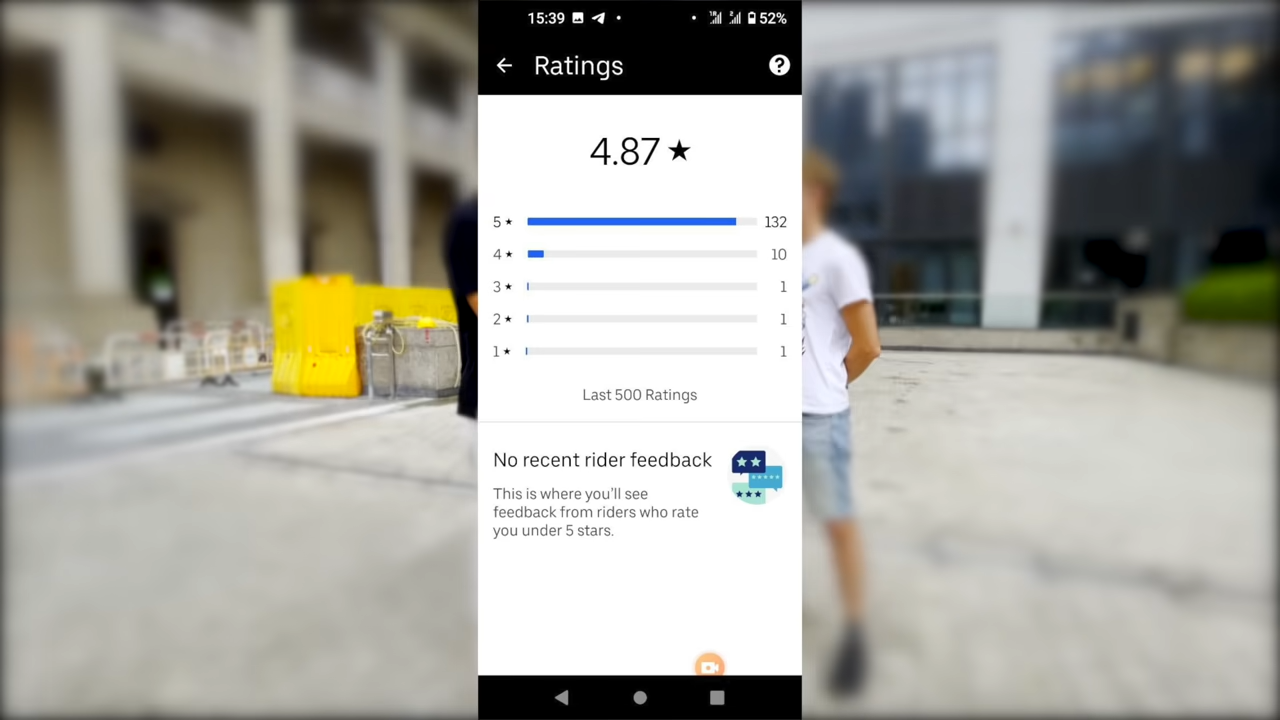 15:39 52%
Ratings
4.87 ★
5 ★ 132
4 ★ 10
3 ★ 1
2 ★ 1
1 ★ 1
Last 500 Ratings
No recent rider feedback
This is where you'll see
feedback from riders who rate
you under 5 stars.